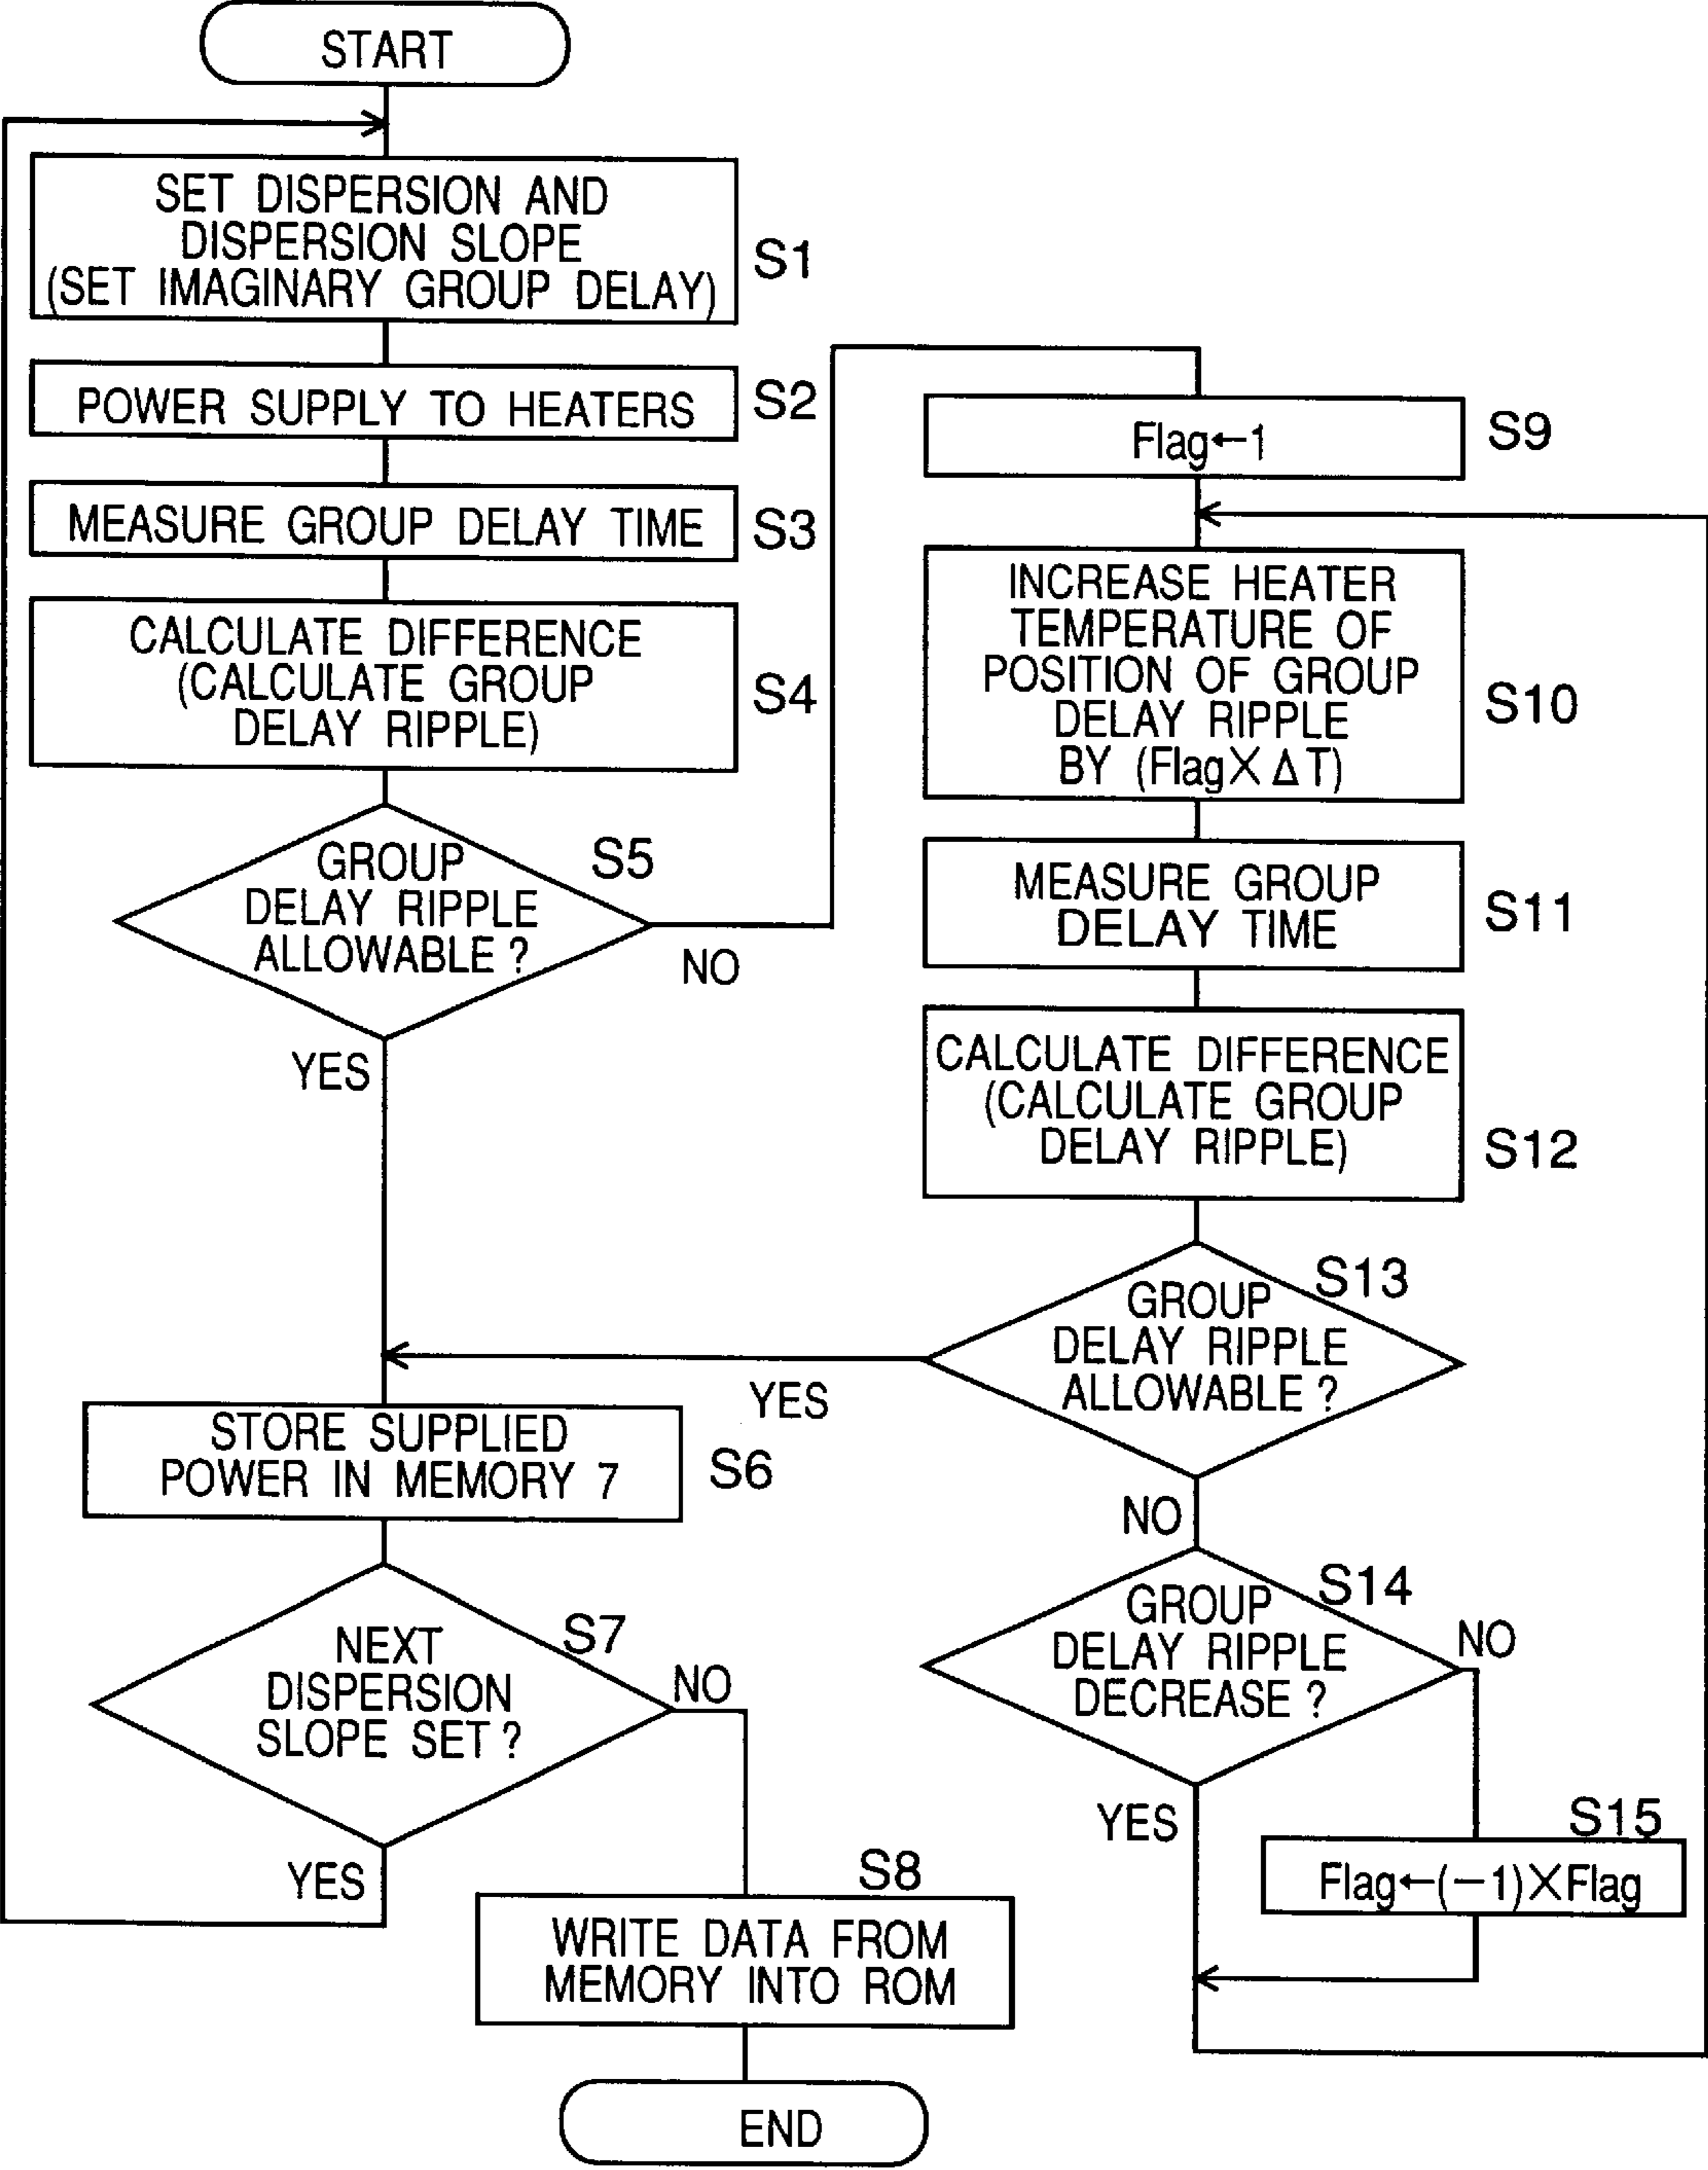 START
SET DISPERSION AND
DISPERSION SLOPE
(SET IMAGINARY GROUP DELAY)
S1
POWER SUPPLY TO HEATERS
S2
MEASURE GROUP DELAY TIME
S3
CALCULATE DIFFERENCE
(CALCULATE GROUP
DELAY RIPPLE)
S4
GROUP
DELAY RIPPLE
ALLOWABLE ?
S5
NO
YES
STORE SUPPLIED
POWER IN MEMORY 7
S6
NEXT
DISPERSION
SLOPE SET ?
S7
NO
YES
S8
WRITE DATA FROM
MEMORY INTO ROM
END
Flag←1
S9
INCREASE HEATER
TEMPERATURE OF
POSITION OF GROUP
DELAY RIPPLE
BY (Flag×ΔT)
S10
MEASURE GROUP
DELAY TIME
S11
CALCULATE DIFFERENCE
(CALCULATE GROUP
DELAY RIPPLE)
S12
GROUP
DELAY RIPPLE
ALLOWABLE ?
S13
YES
NO
GROUP
DELAY RIPPLE
DECREASE ?
S14
NO
YES
S15
Flag←(−1)×Flag